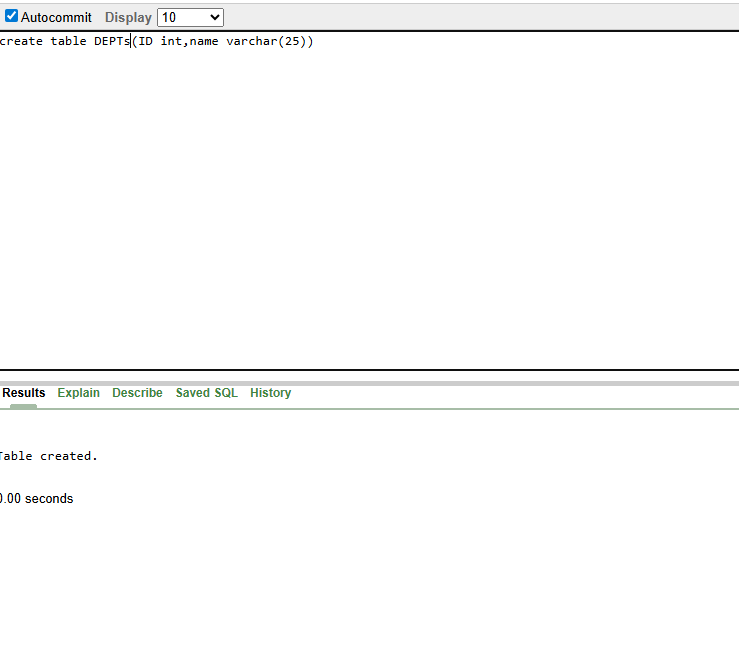 Autocommit Display 10
create table DEPTs(ID int,name varchar(25))
Results Explain Describe Saved SQL History
Table created.
0.00 seconds